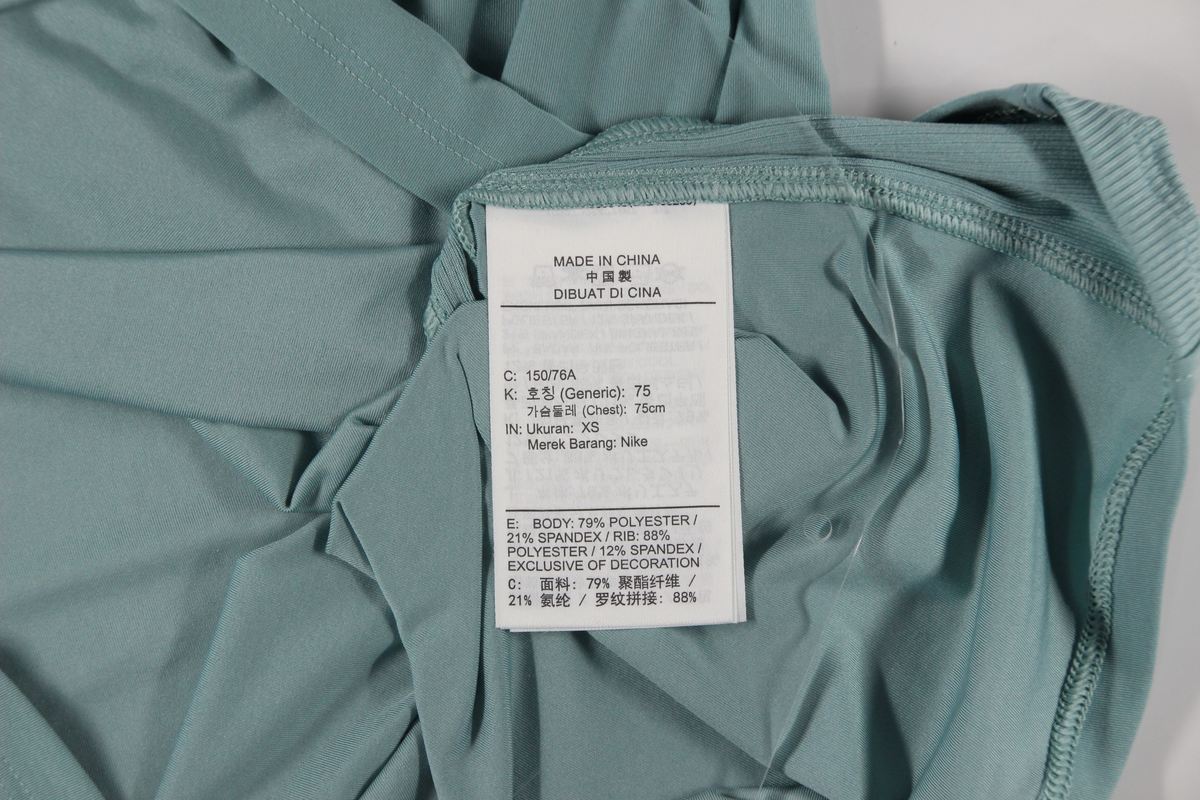 MADE IN CHINA
中国製
DIBUAT DI CINA
C: 150/76A
K: 호칭 (Generic): 75
가슴둘레 (Chest): 75cm
IN: Ukuran: XS
Merek Barang: Nike
E: BODY: 79% POLYESTER /
21% SPANDEX / RIB: 88%
POLYESTER / 12% SPANDEX /
EXCLUSIVE OF DECORATION
C: 面料: 79% 聚酯纤维 /
21% 氨纶 / 罗纹拼接: 88%